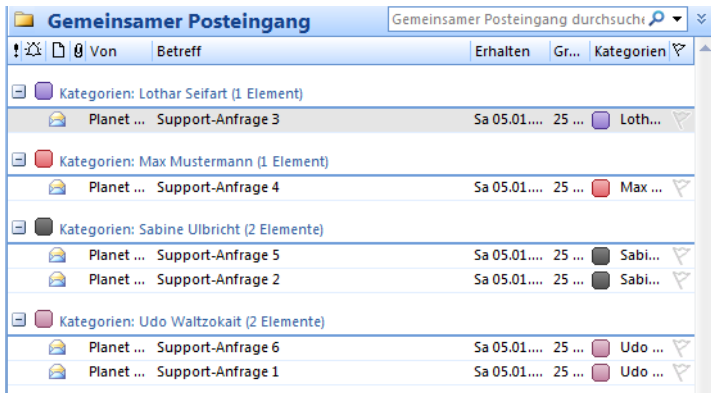 Gemeinsamer Posteingang Gemeinsamer Posteingang durchsuche
Von Betreff Erhalten Gr... Kategorien
Kategorien: Lothar Seifart (1 Element)
Planet ... Support-Anfrage 3 Sa 05.01.... 25 ... Loth...
Kategorien: Max Mustermann (1 Element)
Planet ... Support-Anfrage 4 Sa 05.01.... 25 ... Max ...
Kategorien: Sabine Ulbricht (2 Elemente)
Planet ... Support-Anfrage 5 Sa 05.01.... 25 ... Sabi...
Planet ... Support-Anfrage 2 Sa 05.01.... 25 ... Sabi...
Kategorien: Udo Waltzokait (2 Elemente)
Planet ... Support-Anfrage 6 Sa 05.01.... 25 ... Udo ...
Planet ... Support-Anfrage 1 Sa 05.01.... 25 ... Udo ...